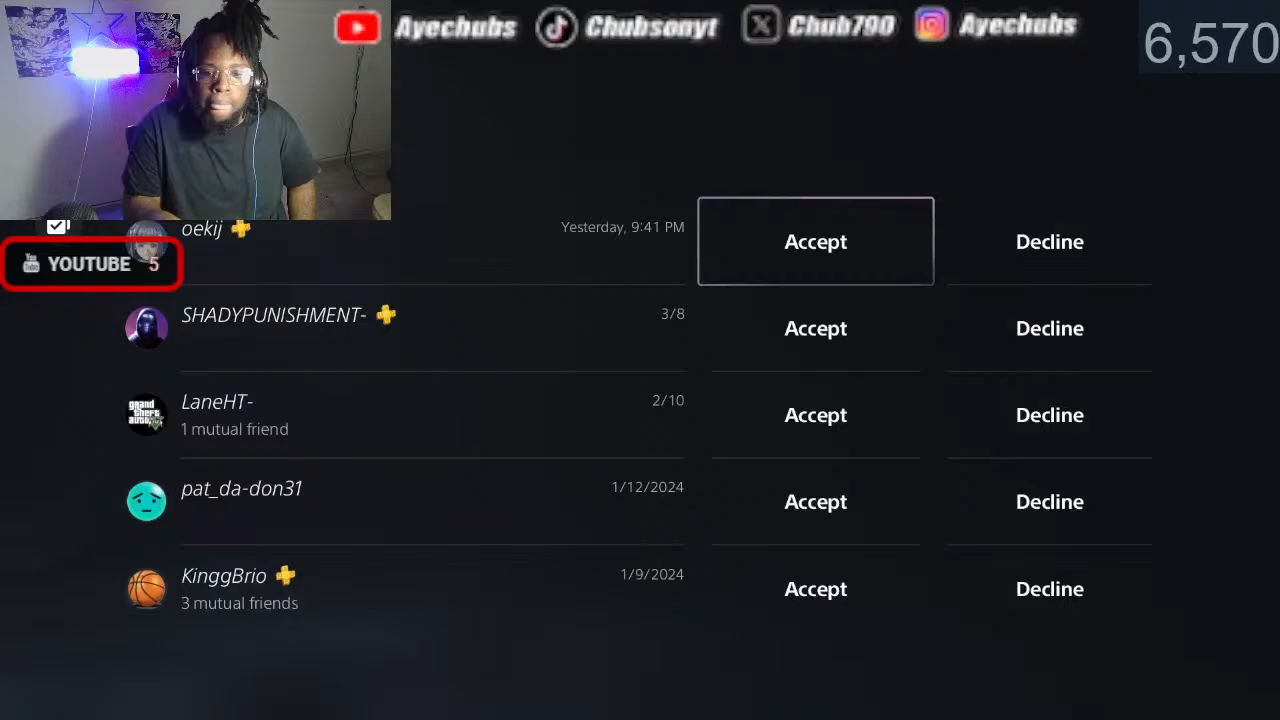 Ayechubs Chubsonyt Chub790 Ayechubs
6,570
oekij Yesterday, 9:41 PM Accept Decline
YOUTUBE 5
SHADYPUNISHMENT- 3/8 Accept Decline
LaneHT- 2/10 Accept Decline
1 mutual friend
pat_da-don31 1/12/2024 Accept Decline
KinggBrio 1/9/2024 Accept Decline
3 mutual friends